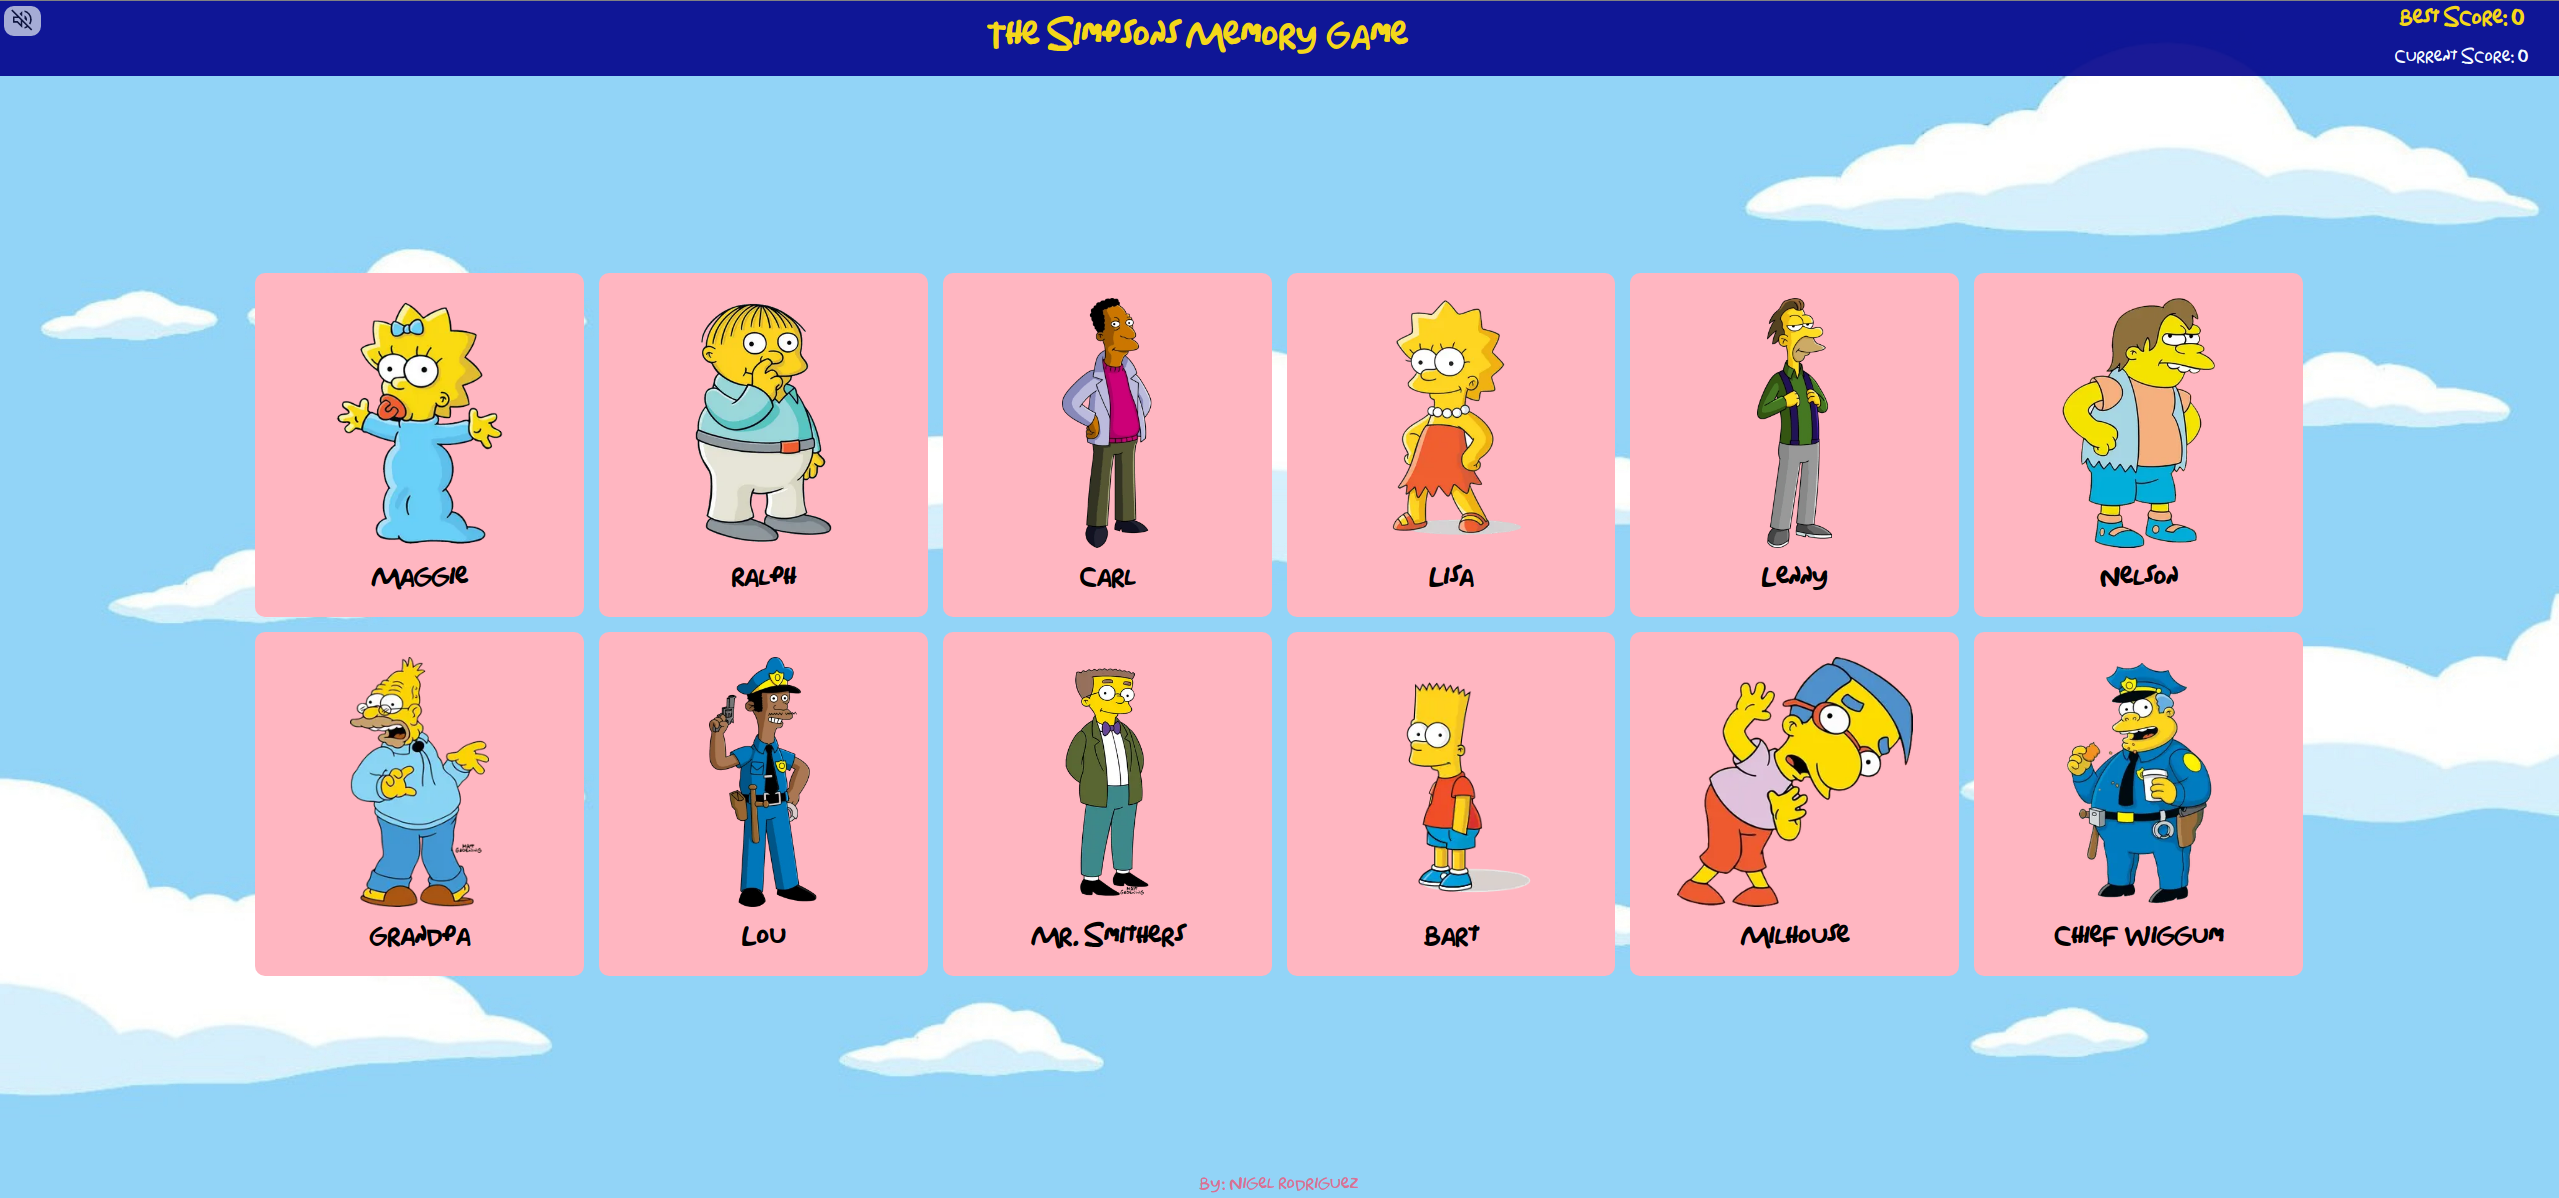 The Simpsons Memory Game
Best Score: 0
Current Score: 0
Maggie
Ralph
Carl
Lisa
Lenny
Nelson
Grandpa
Lou
Mr. Smithers
Bart
Milhouse
Chief Wiggum
By: Nigel Rodriguez